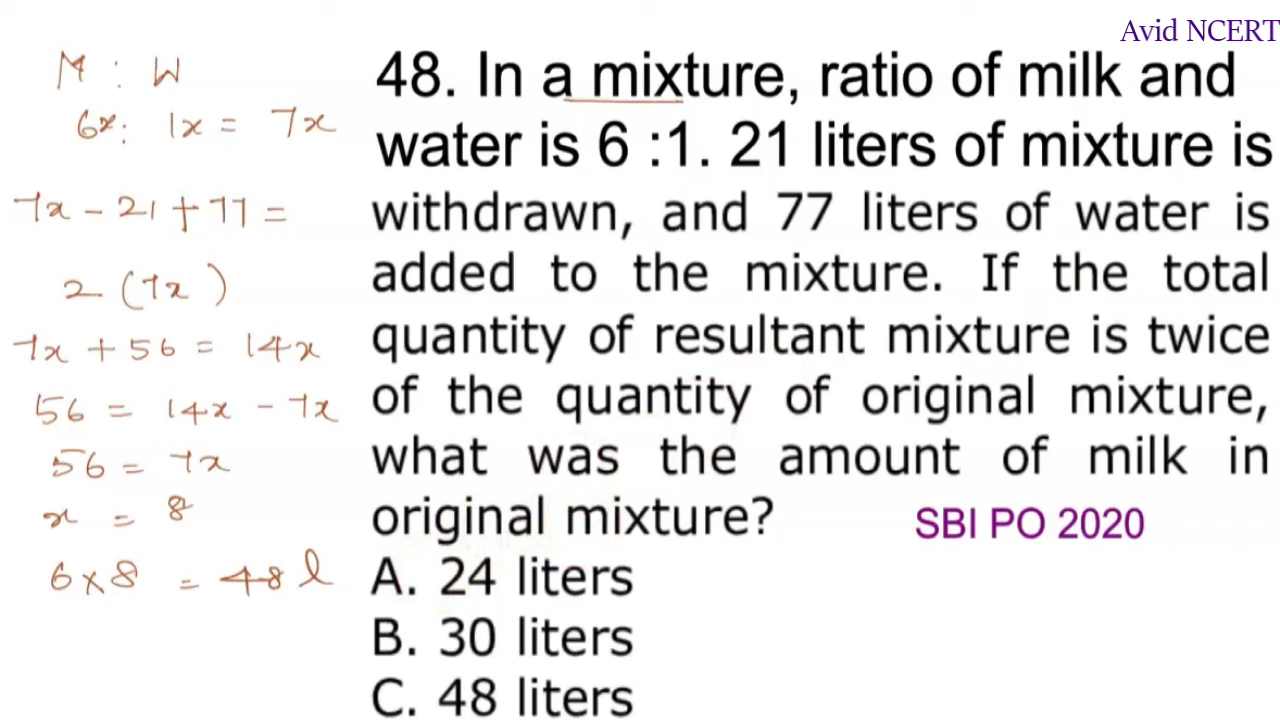 Avid NCERT
M : W
6x: 1x = 7x
7x - 21 + 77 =
2 (7x)
7x + 56 = 14x
56 = 14x - 7x
56 = 7x
x = 8
6 x 8 = 48 l
48. In a mixture, ratio of milk and
water is 6 :1. 21 liters of mixture is
withdrawn, and 77 liters of water is
added to the mixture. If the total
quantity of resultant mixture is twice
of the quantity of original mixture,
what was the amount of milk in
original mixture?
SBI PO 2020
A. 24 liters
B. 30 liters
C. 48 liters